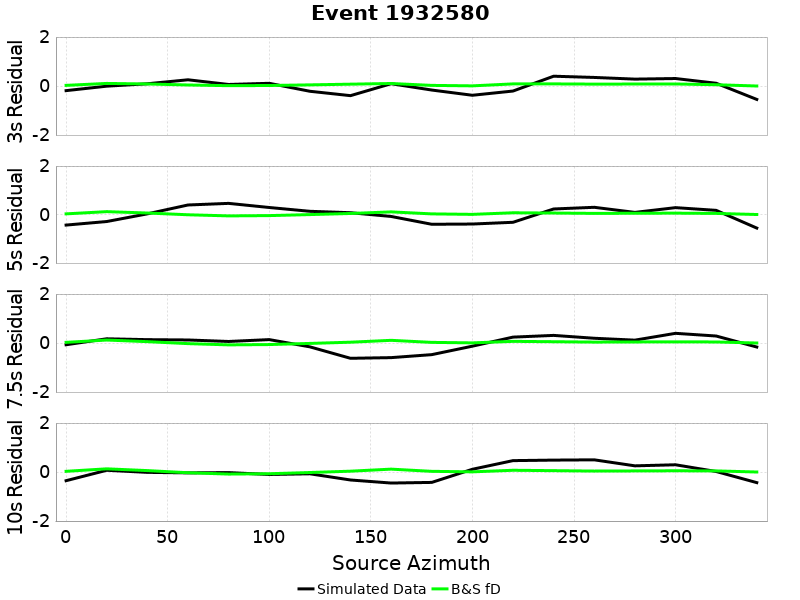 Event 1932580
3s Residual
2
0
-2
5s Residual
2
0
-2
7.5s Residual
2
0
-2
10s Residual
2
0
-2
0 50 100 150 200 250 300
Source Azimuth
Simulated Data B&S fD